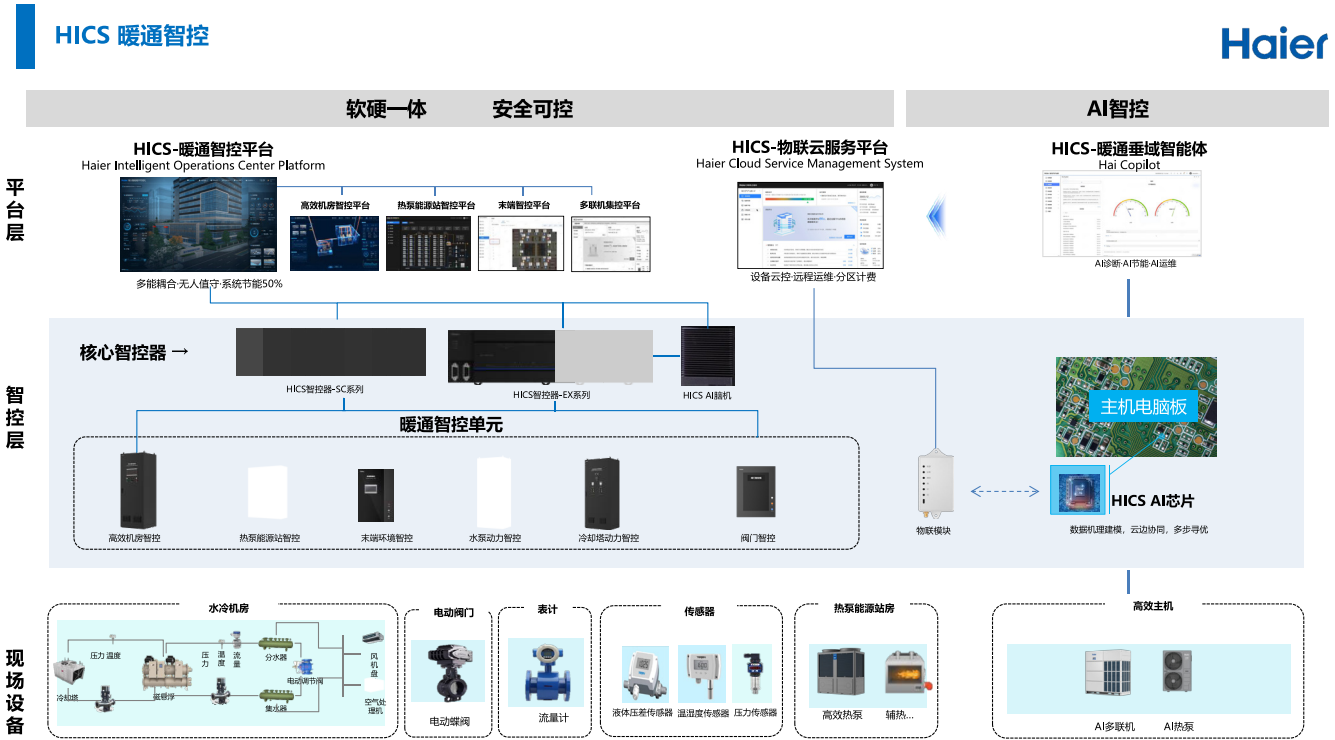 HICS 暖通智控
Haier
软硬一体 安全可控
AI智控
平台层
HICS-暖通智控平台
Haier Intelligent Operations Center Platform
高效机房智控平台
热泵能源站智控平台
末端智控平台
多联机集控平台
多能耦合·无人值守·系统节能50%
HICS-物联云服务平台
Haier Cloud Service Management System
设备云控·远程运维·分区计费
HICS-暖通垂域智能体
Hai Copilot
AI诊断·AI节能·AI运维
智控层
核心智控器 →
HICS智控器-SC系列
HICS智控器-EX系列
HICS AI脑机
暖通智控单元
高效机房智控
热泵能源站智控
末端环境智控
水泵动力智控
冷却塔动力智控
阀门智控
物联模块
主机电脑板
HICS AI芯片
数据机理建模，云边协同，多步寻优
现场设备
水冷机房
压力 温度
压力
温度
流量
分水器
风机盘
电动调节阀
冷却塔
磁悬浮
集水器
空气处理机
电动阀门
电动蝶阀
表计
流量计
传感器
液体压差传感器
温湿度传感器
压力传感器
热泵能源站房
高效热泵
辅热...
高效主机
AI多联机
AI热泵